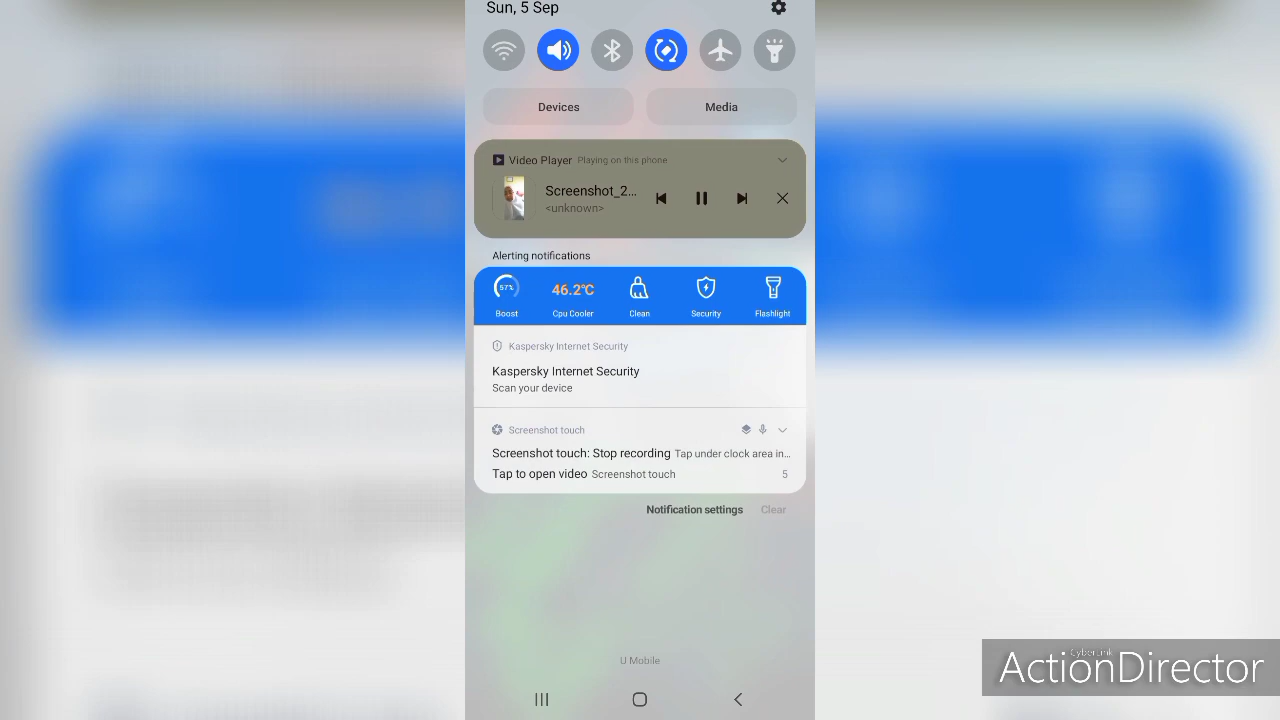 Sun, 5 Sep
Devices
Media
Video Player Playing on this phone
Screenshot_2...
<unknown>
Alerting notifications
57%
46.2°C
Boost
Cpu Cooler
Clean
Security
Flashlight
Kaspersky Internet Security
Kaspersky Internet Security
Scan your device
Screenshot touch
Screenshot touch: Stop recording Tap under clock area in...
Tap to open video Screenshot touch 5
Notification settings Clear
U Mobile
CyberLink
ActionDirector